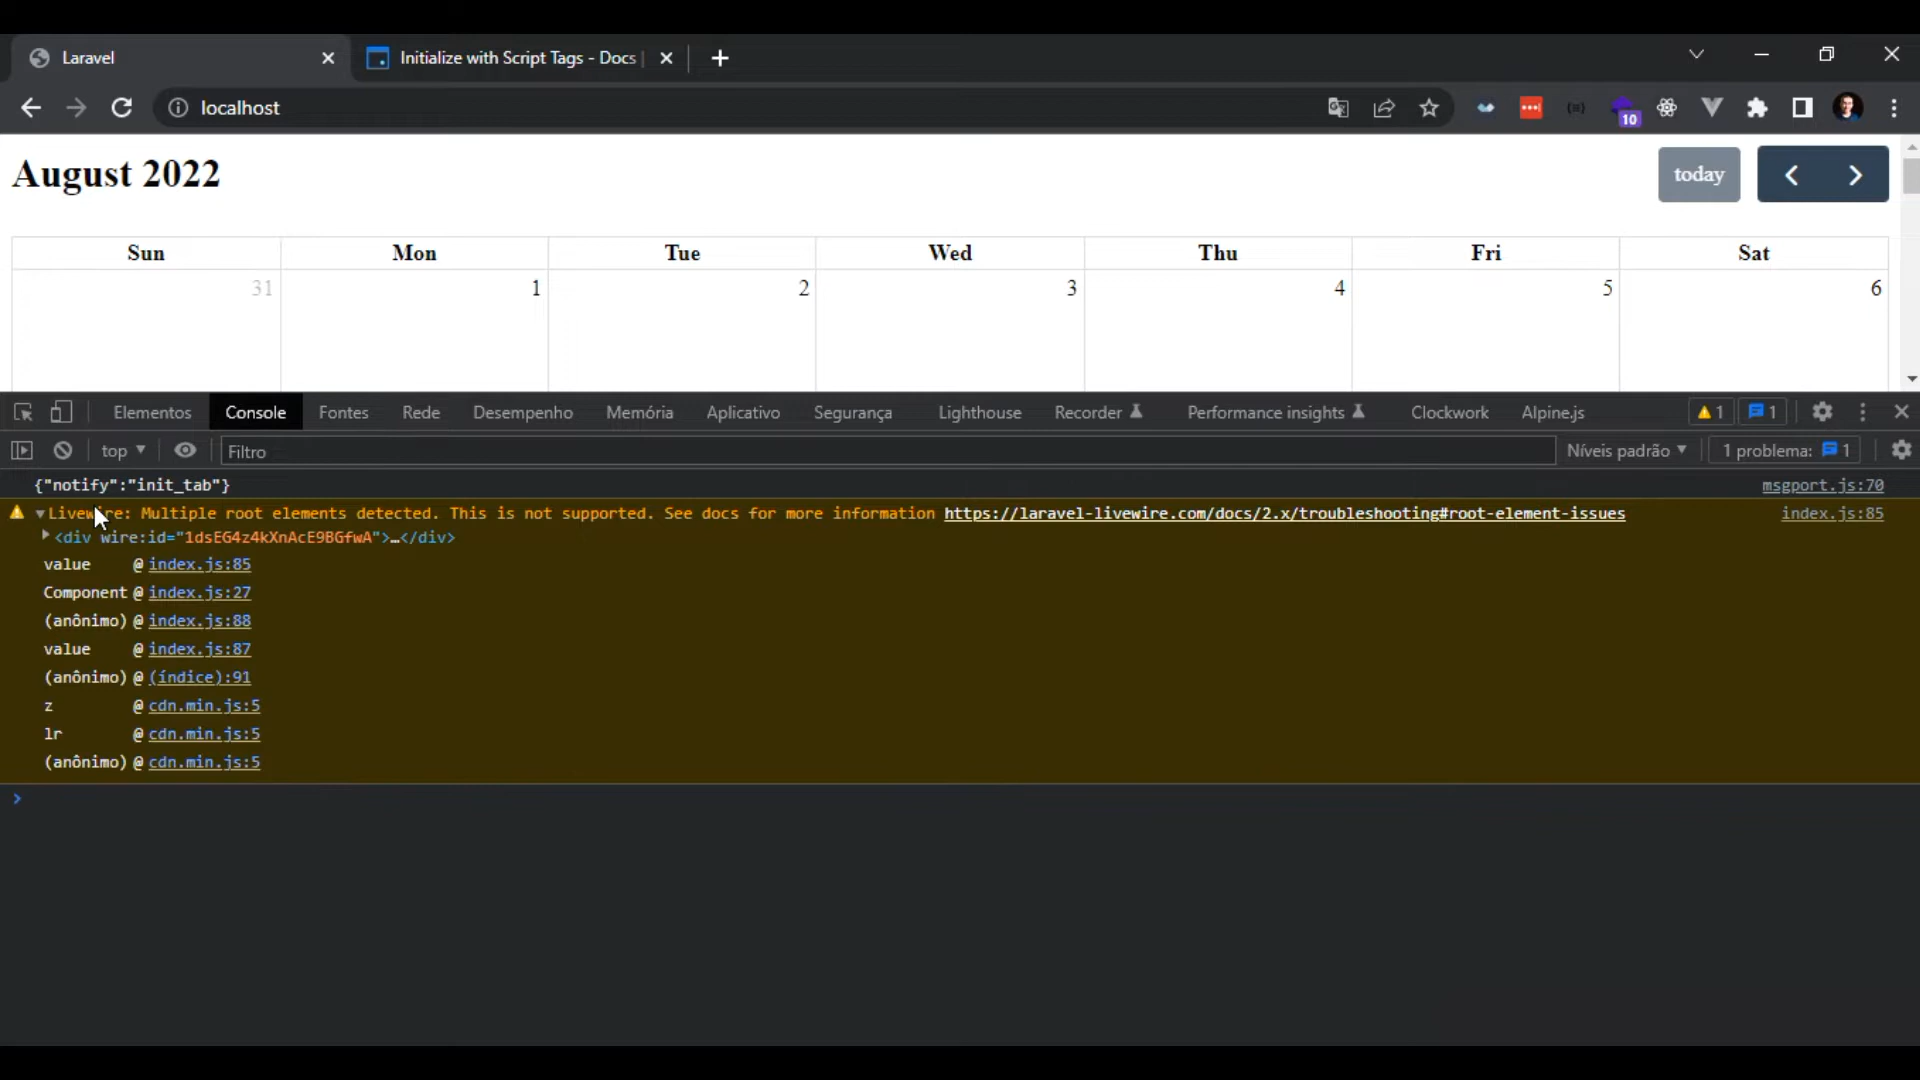 Laravel
Initialize with Script Tags - Docs
localhost
10
August 2022
today
Sun Mon Tue Wed Thu Fri Sat
31 1 2 3 4 5 6
Elementos Console Fontes Rede Desempenho Memória Aplicativo Segurança Lighthouse Recorder Performance insights Clockwork Alpine.js 1 1
top Filtro Níveis padrão 1 problema: 1
{"notify":"init_tab"} msgport.js:70
Livewire: Multiple root elements detected. This is not supported. See docs for more information https://laravel-livewire.com/docs/2.x/troubleshooting#root-element-issues index.js:85
<div wire:id="1dsEG4z4kXnAcE9BGfwA">…</div>
value @ index.js:85
Component @ index.js:27
(anônimo) @ index.js:88
value @ index.js:87
(anônimo) @ (índice):91
z @ cdn.min.js:5
lr @ cdn.min.js:5
(anônimo) @ cdn.min.js:5